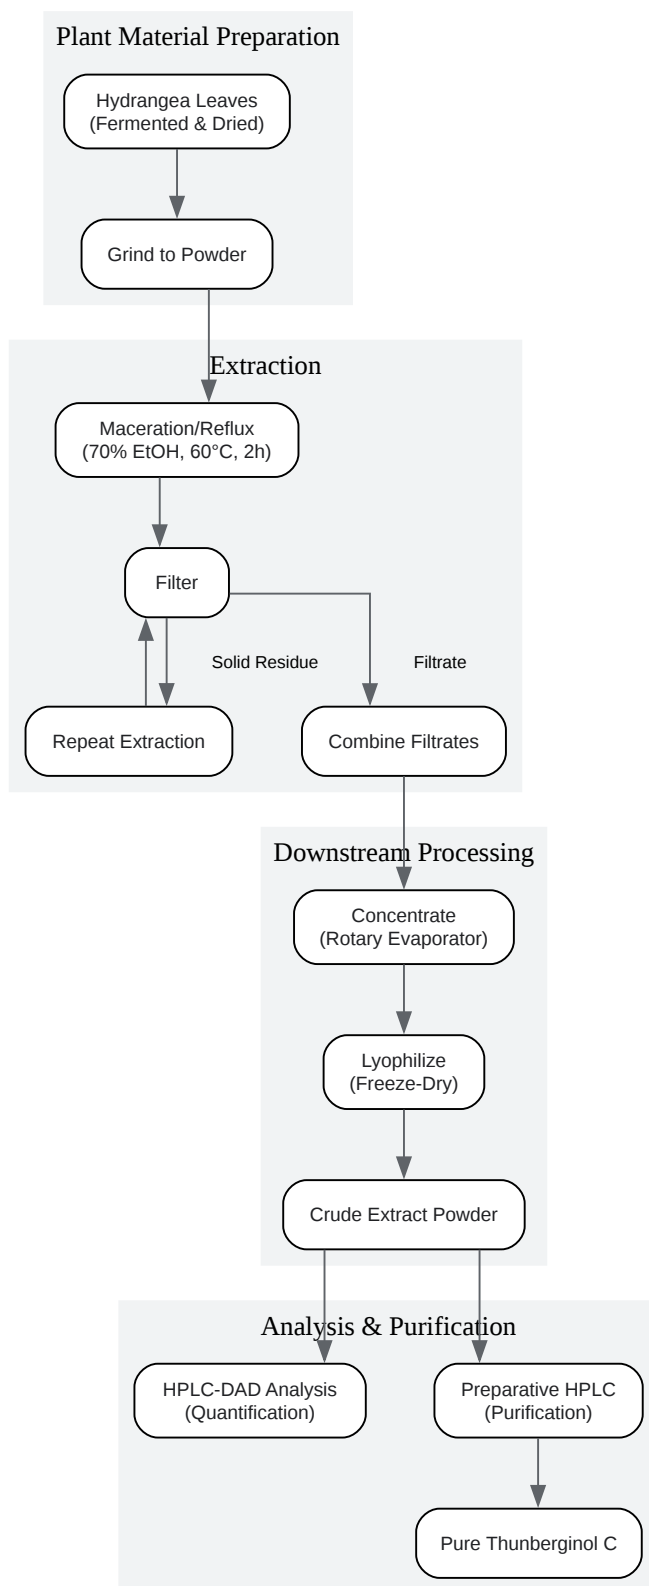 Plant Material Preparation
Hydrangea Leaves
(Fermented & Dried)
Grind to Powder
Extraction
Maceration/Reflux
(70% EtOH, 60°C, 2h)
Filter
Solid Residue
Filtrate
Repeat Extraction
Combine Filtrates
Downstream Processing
Concentrate
(Rotary Evaporator)
Lyophilize
(Freeze-Dry)
Crude Extract Powder
Analysis & Purification
HPLC-DAD Analysis
(Quantification)
Preparative HPLC
(Purification)
Pure Thunberginol C